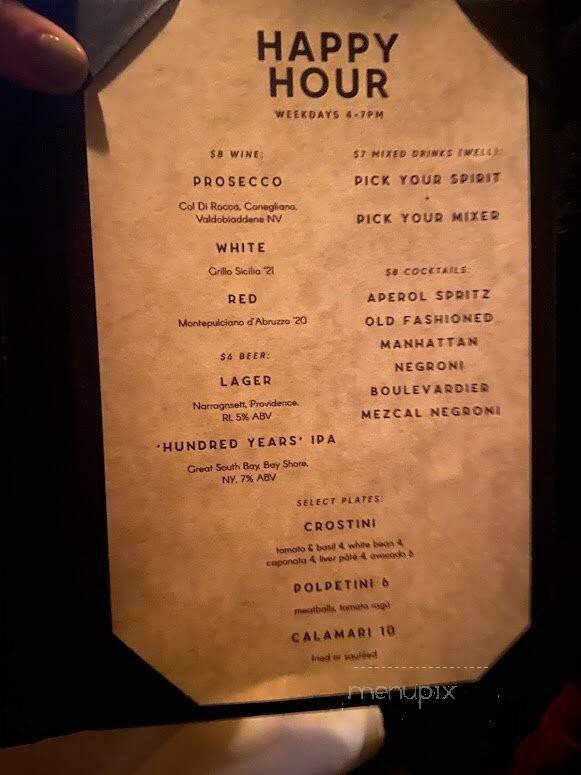 HAPPY
HOUR
WEEKDAYS 4-7PM
$8 WINE:
PROSECCO
Col Di Rocca, Conegliano,
Valdobiaddene NV
WHITE
Grillo Sicilia '21
RED
Montepulciano d'Abruzzo '20
$6 BEER:
LAGER
Narragnsett, Providence,
RI, 5% ABV
'HUNDRED YEARS' IPA
Great South Bay, Bay Shore,
NY, 7% ABV
$7 MIXED DRINKS (WELL):
PICK YOUR SPIRIT
+
PICK YOUR MIXER
$8 COCKTAILS:
APEROL SPRITZ
OLD FASHIONED
MANHATTAN
NEGRONI
BOULEVARDIER
MEZCAL NEGRONI
SELECT PLATES:
CROSTINI
tomato & basil 4, white bean 4,
caponata 4, liver pâté 4, avocado 6
POLPETINI 6
meatballs, tomato ragu
CALAMARI 10
fried or sautéed
menupix